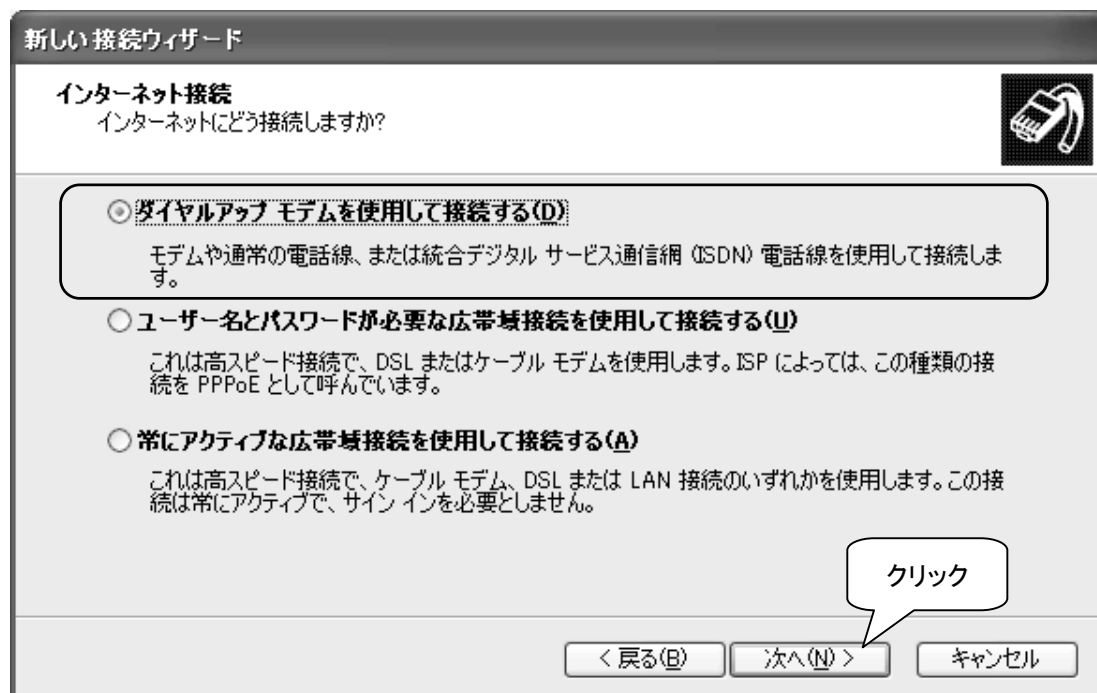 新しい接続ウィザード
インターネット接続
インターネットにどう接続しますか?
ダイヤルアップ モデムを使用して接続する(D)
モデムや通常の電話線、または統合デジタル サービス通信網 (ISDN) 電話線を使用して接続しま
す。
ユーザー名とパスワードが必要な広帯域接続を使用して接続する(U)
これは高スピード接続で、DSL またはケーブル モデムを使用します。ISP によっては、この種類の接
続を PPPoE として呼んでいます。
常にアクティブな広帯域接続を使用して接続する(A)
これは高スピード接続で、ケーブル モデム、DSL または LAN 接続のいずれかを使用します。この接
続は常にアクティブで、サイン インを必要としません。
クリック
< 戻る(B)
次へ(N) >
キャンセル